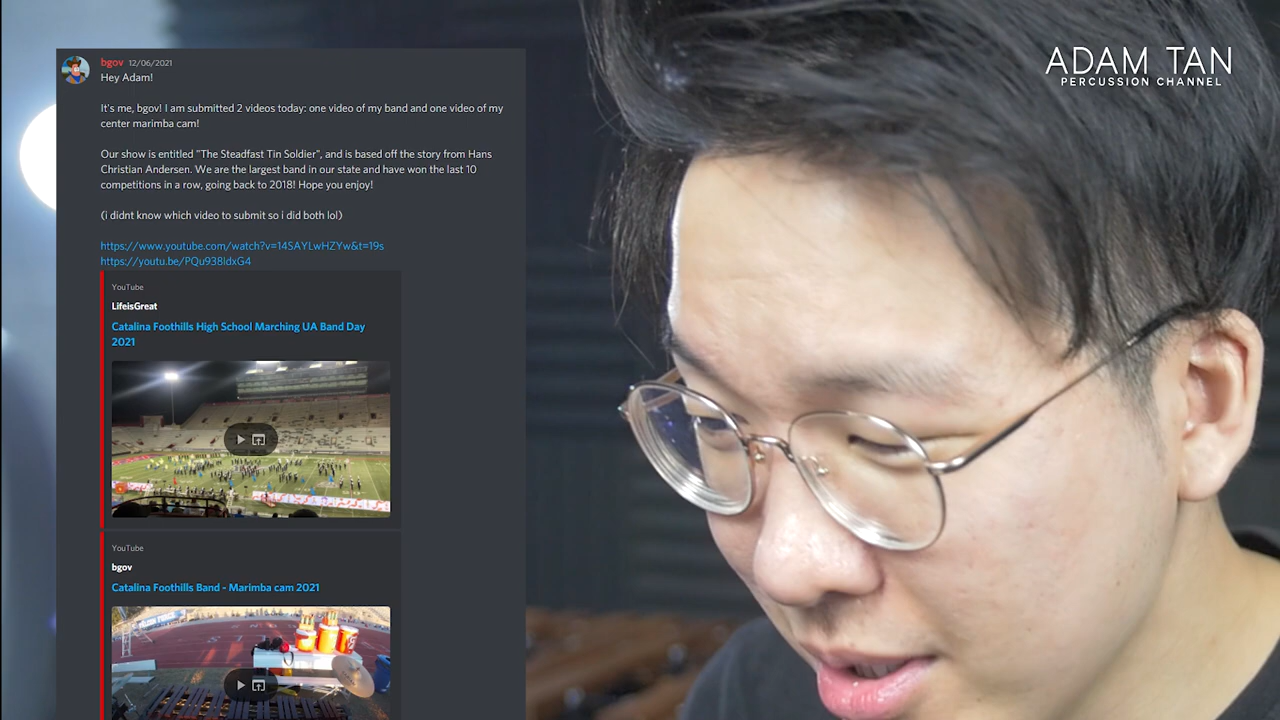 ADAM TAN
PERCUSSION CHANNEL
bgov 12/06/2021
Hey Adam!
It's me, bgov! I am submitted 2 videos today: one video of my band and one video of my
center marimba cam!
Our show is entitled "The Steadfast Tin Soldier", and is based off the story from Hans
Christian Andersen. We are the largest band in our state and have won the last 10
competitions in a row, going back to 2018! Hope you enjoy!
(i didnt know which video to submit so i did both lol)
https://www.youtube.com/watch?v=14SAYLwHZYw&t=19s
https://youtu.be/PQu938ldxG4
YouTube
LifeisGreat
Catalina Foothills High School Marching UA Band Day
2021
YouTube
bgov
Catalina Foothills Band - Marimba cam 2021